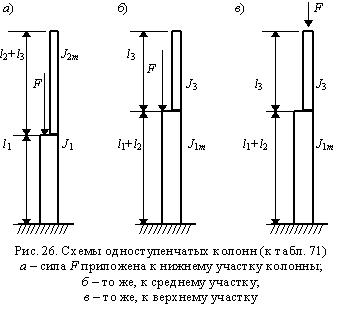 а) б) в)
F
l2+l3 J2m l3 J3 l3 J3
F F
l1 J1 l1+l2 J1m l1+l2 J1m
Рис. 26. Схемы одноступенчатых колонн (к табл. 71)
а – сила F приложена к нижнему участку колонны;
б – то же, к среднему участку;
в – то же, к верхнему участку